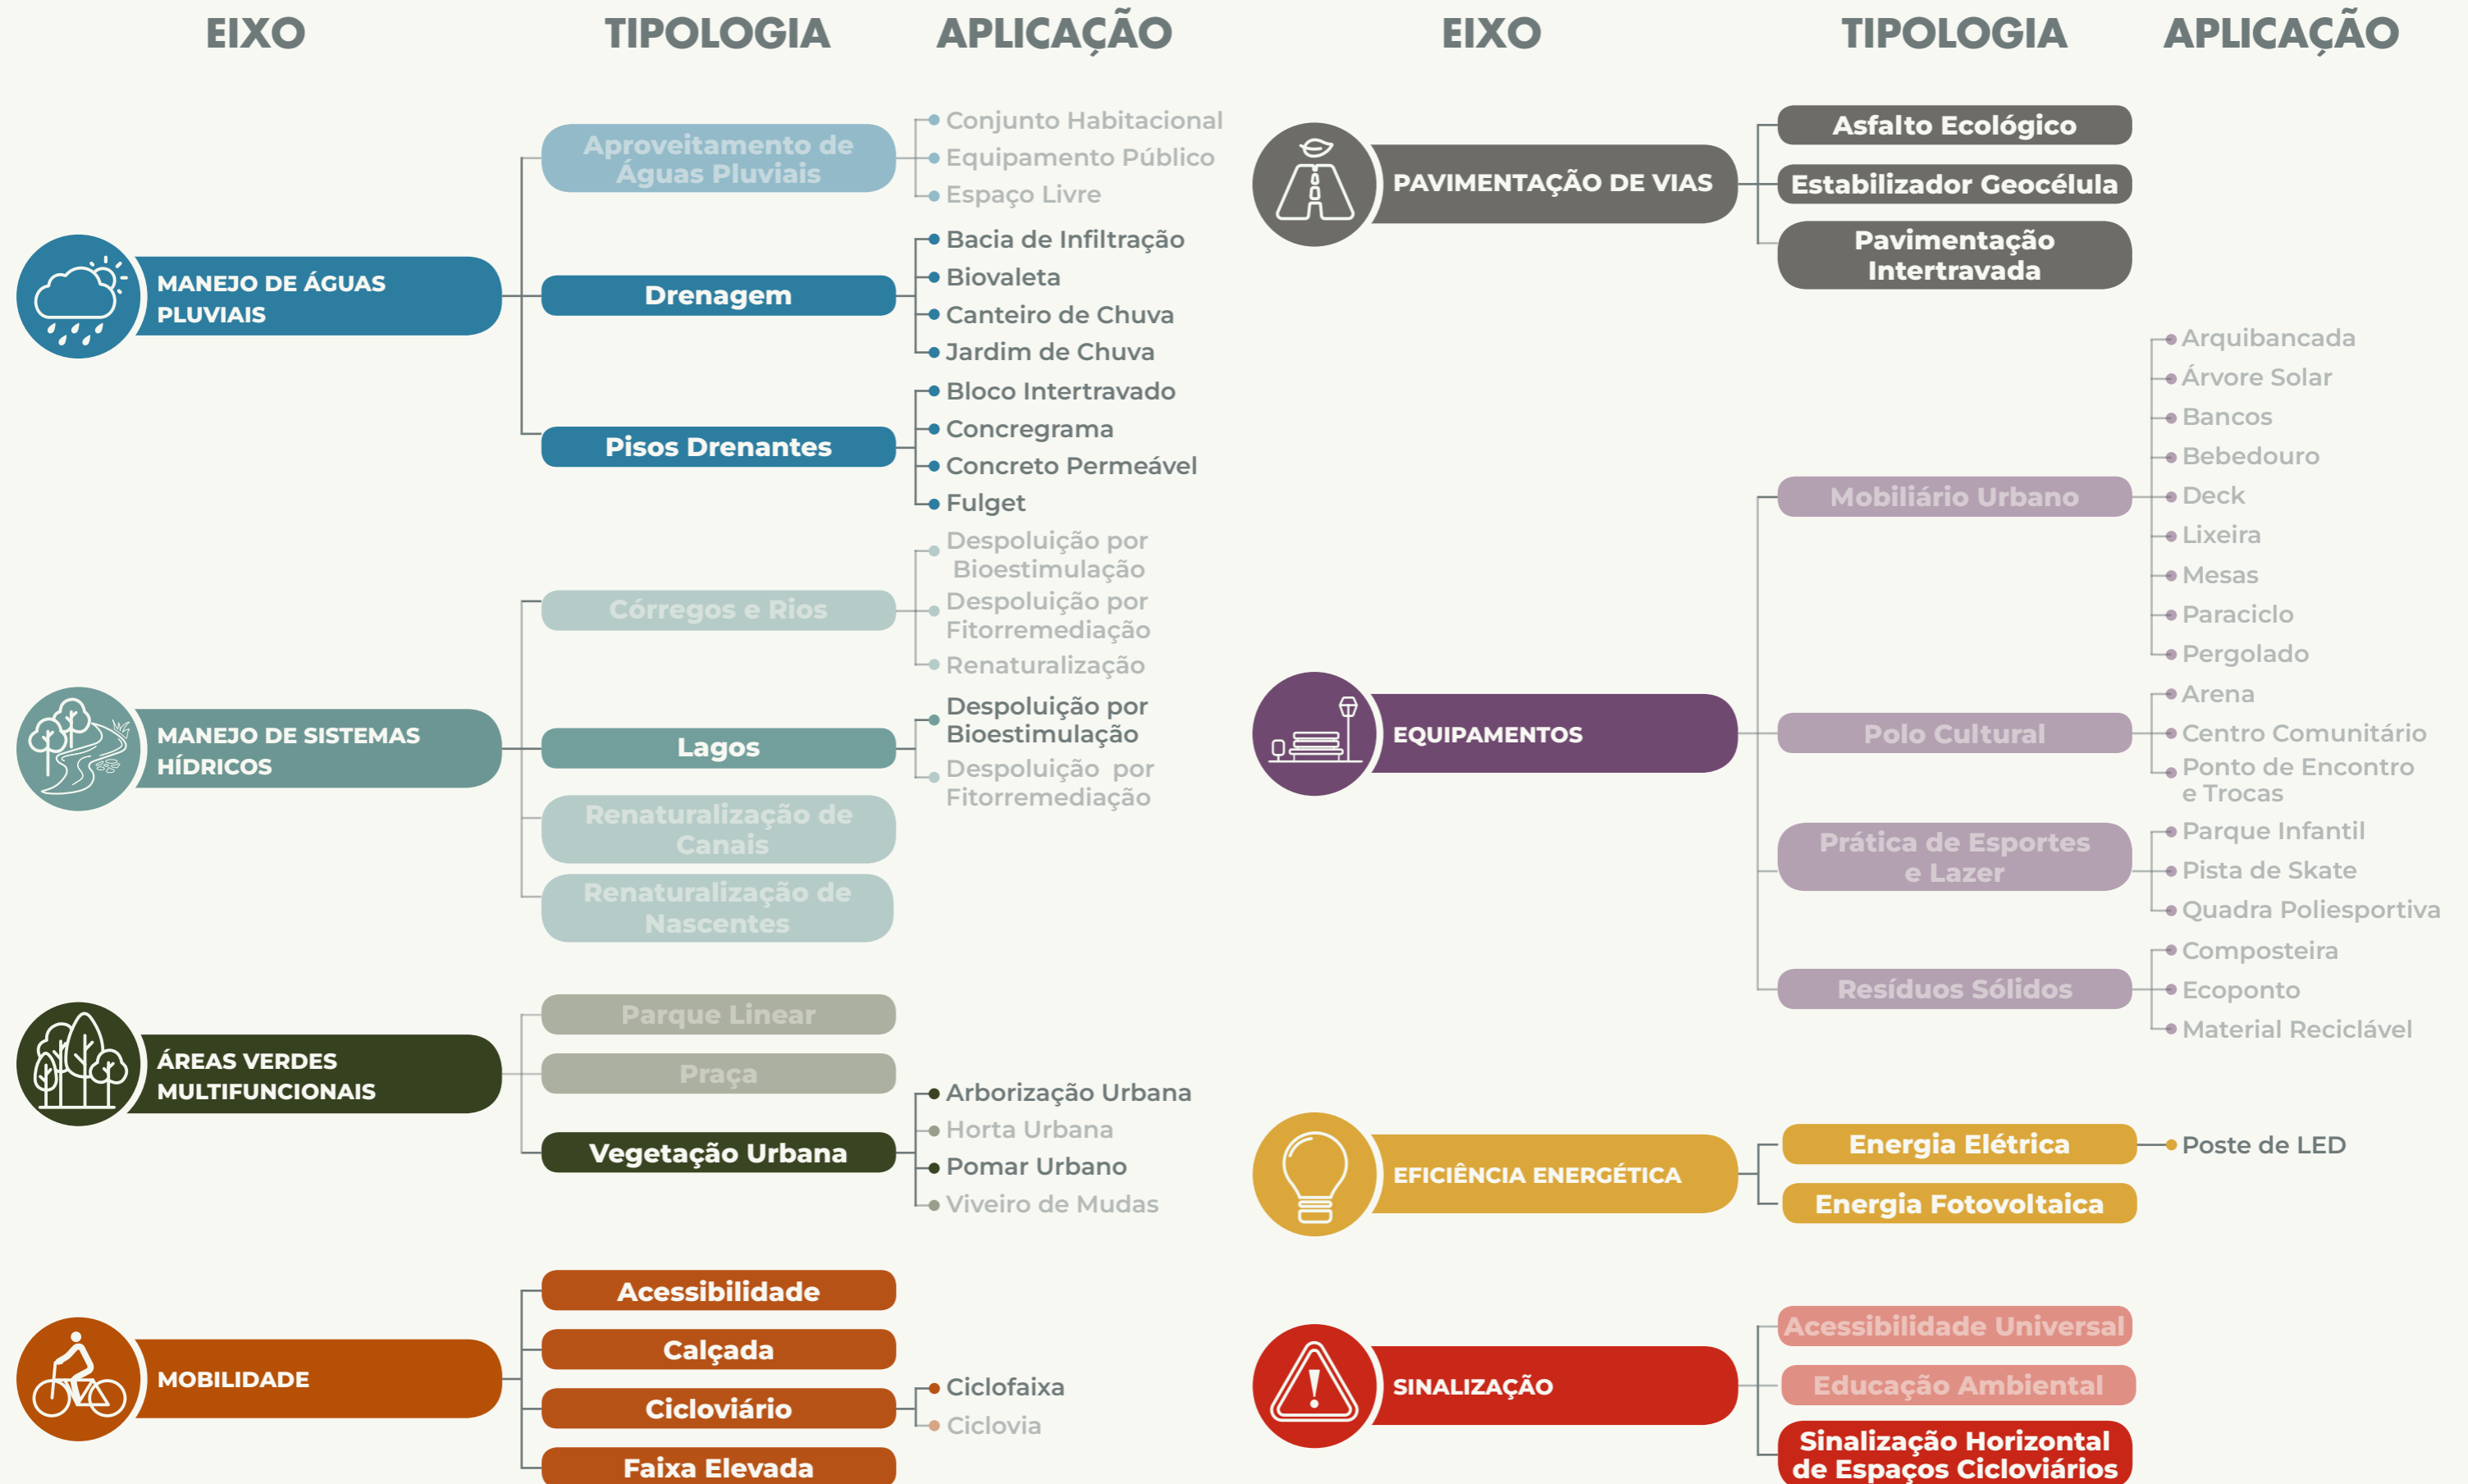 EIXO
TIPOLOGIA
APLICAÇÃO
MANEJO DE ÁGUAS
PLUVIAIS
Aproveitamento de
Águas Pluviais
Conjunto Habitacional
Equipamento Público
Espaço Livre
Drenagem
Bacia de Infiltração
Biovaleta
Canteiro de Chuva
Jardim de Chuva
Pisos Drenantes
Bloco Intertravado
Concregrama
Concreto Permeável
Fulget
MANEJO DE SISTEMAS
HÍDRICOS
Córregos e Rios
Despoluição por
Bioestimulação
Despoluição por
Fitorremediação
Renaturalização
Lagos
Despoluição por
Bioestimulação
Despoluição por
Fitorremediação
Renaturalização de
Canais
Renaturalização de
Nascentes
ÁREAS VERDES
MULTIFUNCIONAIS
Parque Linear
Praça
Vegetação Urbana
Arborização Urbana
Horta Urbana
Pomar Urbano
Viveiro de Mudas
MOBILIDADE
Acessibilidade
Calçada
Cicloviário
Ciclofaixa
Ciclovia
Faixa Elevada
EIXO
TIPOLOGIA
APLICAÇÃO
PAVIMENTAÇÃO DE VIAS
Asfalto Ecológico
Estabilizador Geocélula
Pavimentação
Intertravada
EQUIPAMENTOS
Mobiliário Urbano
Arquibancada
Árvore Solar
Bancos
Bebedouro
Deck
Lixeira
Mesas
Paraciclo
Pergolado
Polo Cultural
Arena
Centro Comunitário
Ponto de Encontro
e Trocas
Prática de Esportes
e Lazer
Parque Infantil
Pista de Skate
Quadra Poliesportiva
Resíduos Sólidos
Composteira
Ecoponto
Material Reciclável
EFICIÊNCIA ENERGÉTICA
Energia Elétrica
Poste de LED
Energia Fotovoltaica
SINALIZAÇÃO
Acessibilidade Universal
Educação Ambiental
Sinalização Horizontal
de Espaços Cicloviários